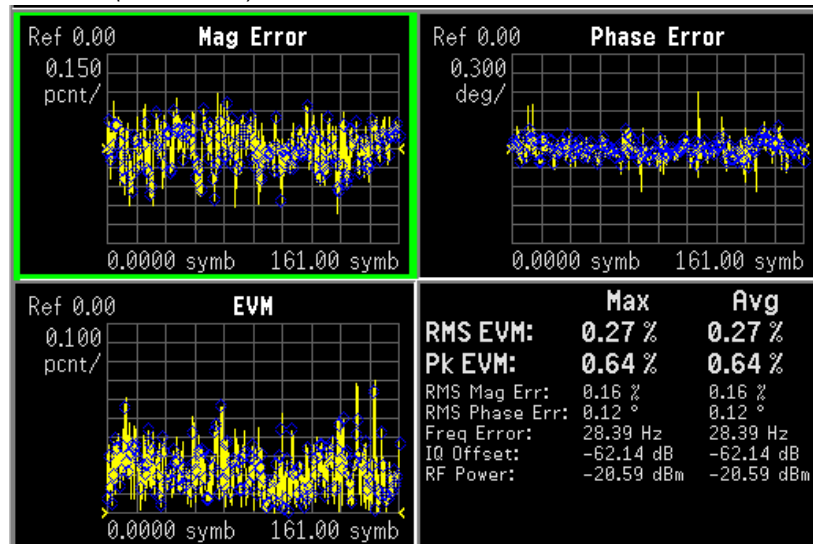 Ref 0.00 Mag Error
0.150
pcnt/
0.0000 symb 161.00 symb
Ref 0.00 Phase Error
0.300
deg/
0.0000 symb 161.00 symb
Ref 0.00 EVM
0.100
pcnt/
0.0000 symb 161.00 symb
Max Avg
RMS EVM: 0.27 % 0.27 %
Pk EVM: 0.64 % 0.64 %
RMS Mag Err: 0.16 % 0.16 %
RMS Phase Err: 0.12 ° 0.12 °
Freq Error: 28.39 Hz 28.39 Hz
IQ Offset: -62.14 dB -62.14 dB
RF Power: -20.59 dBm -20.59 dBm